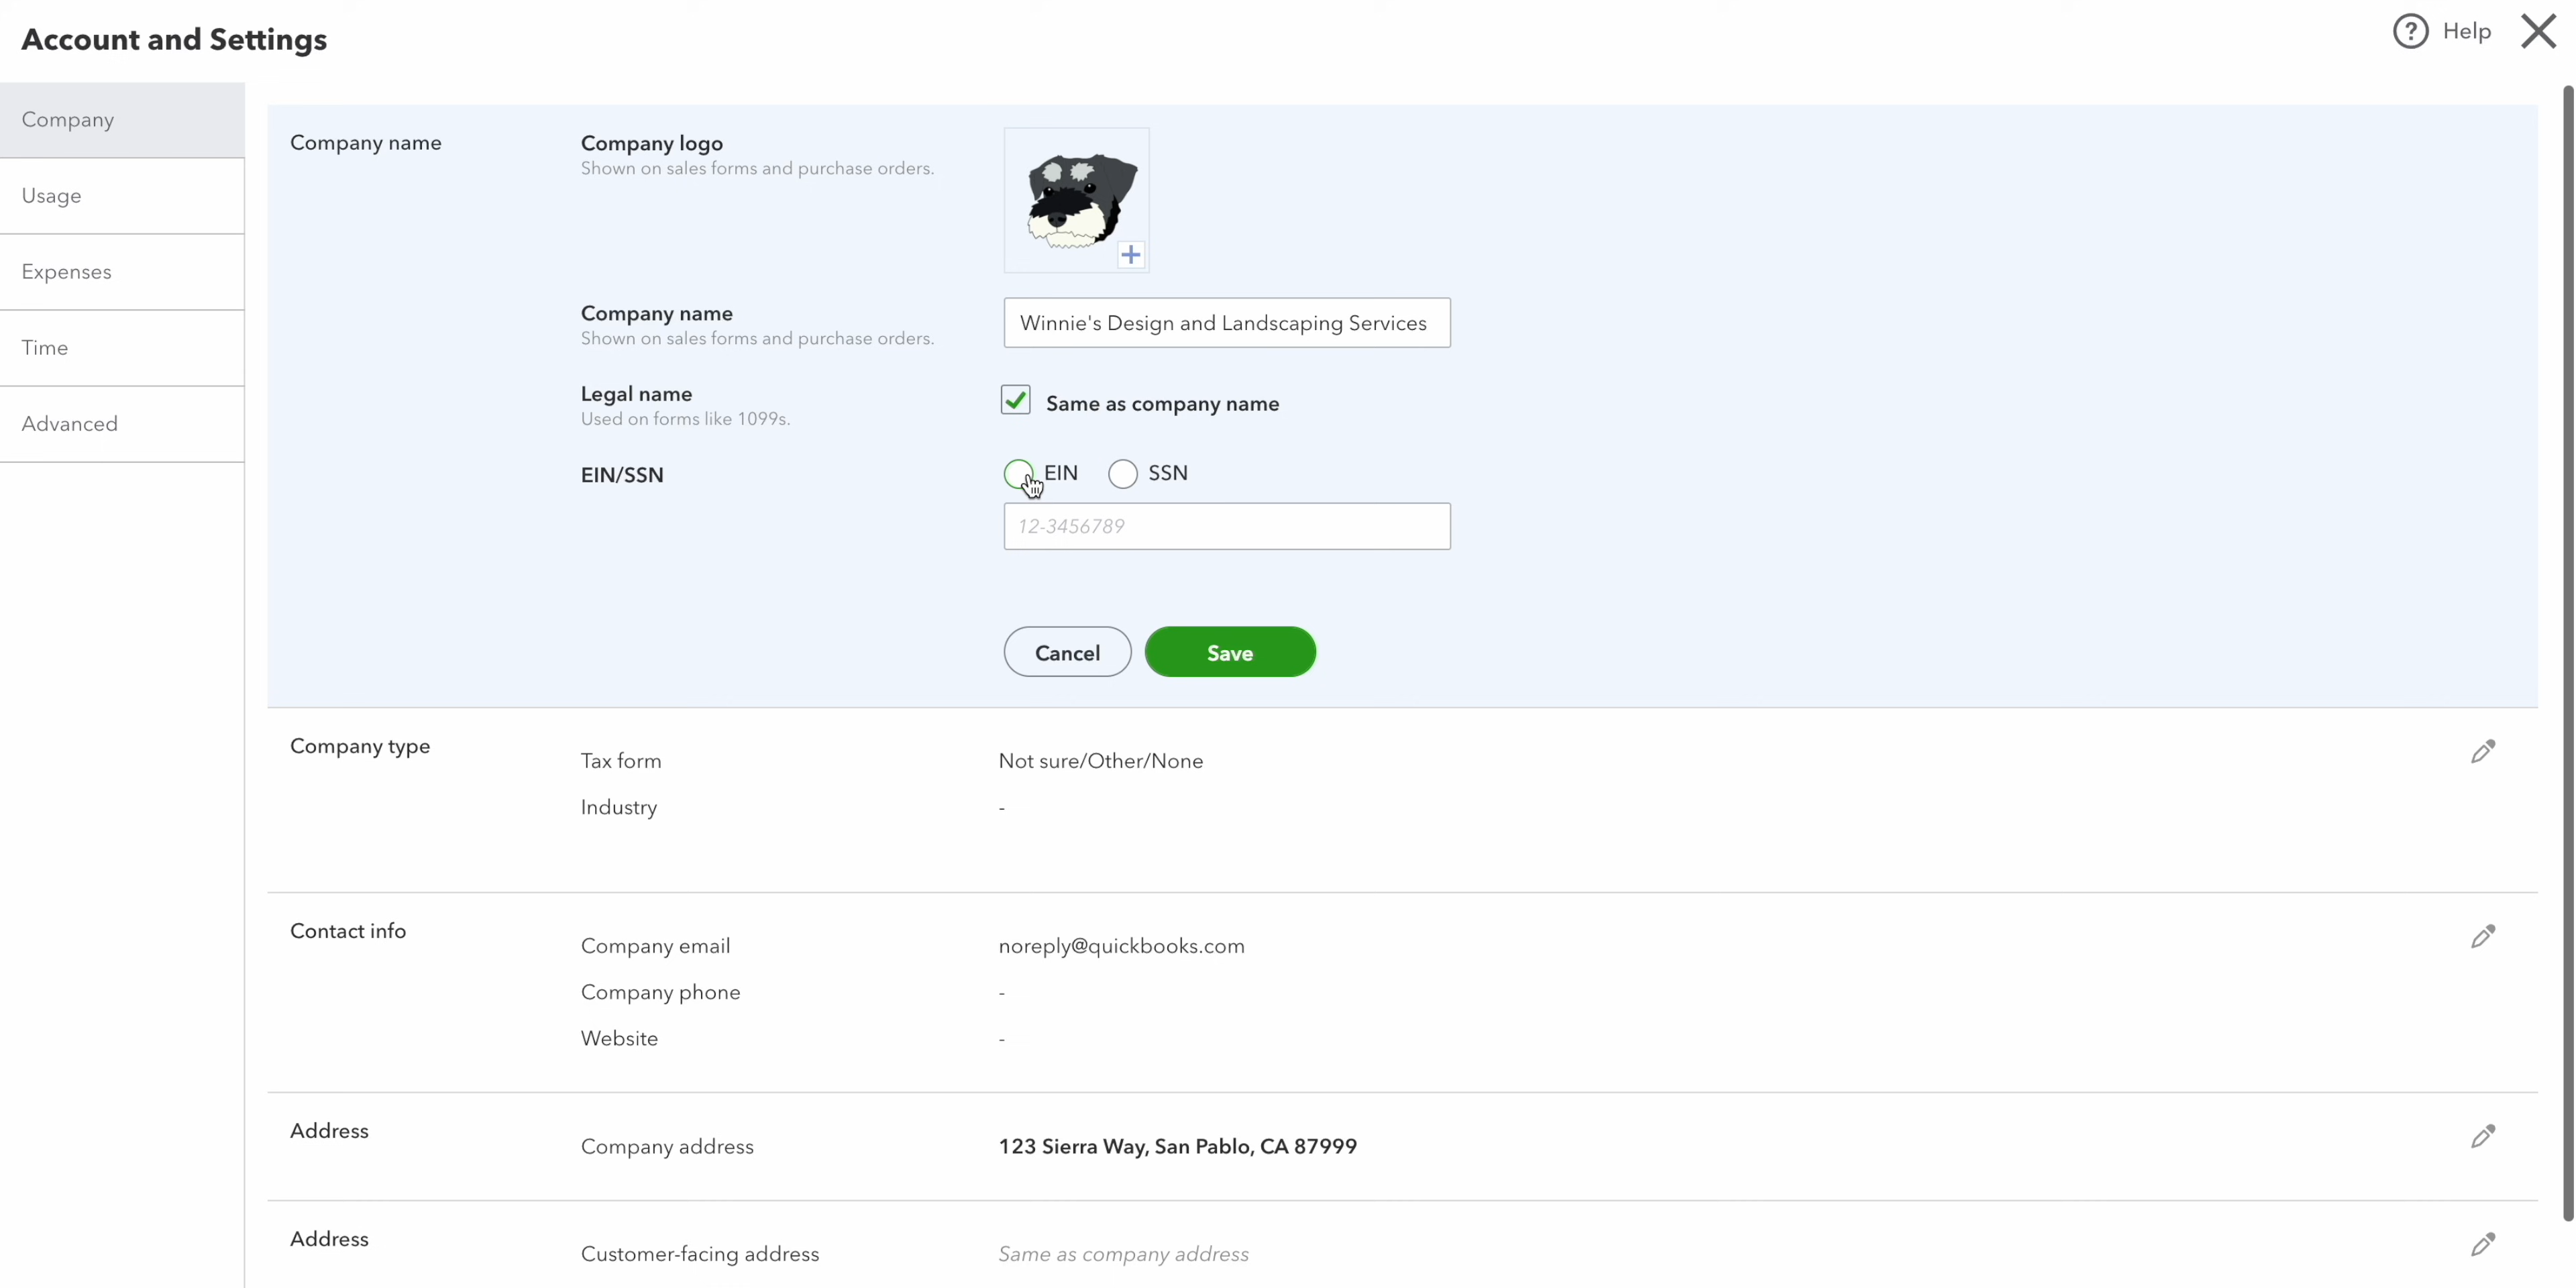 Account and Settings
? Help
Company
Usage
Expenses
Time
Advanced
Company name
Company logo
Shown on sales forms and purchase orders.
Company name
Shown on sales forms and purchase orders.
Winnie's Design and Landscaping Services
Legal name
Used on forms like 1099s.
Same as company name
EIN/SSN
EIN SSN
12-3456789
Cancel Save
Company type
Tax form Not sure/Other/None
Industry -
Contact info
Company email noreply@quickbooks.com
Company phone -
Website -
Address
Company address 123 Sierra Way, San Pablo, CA 87999
Address
Customer-facing address Same as company address